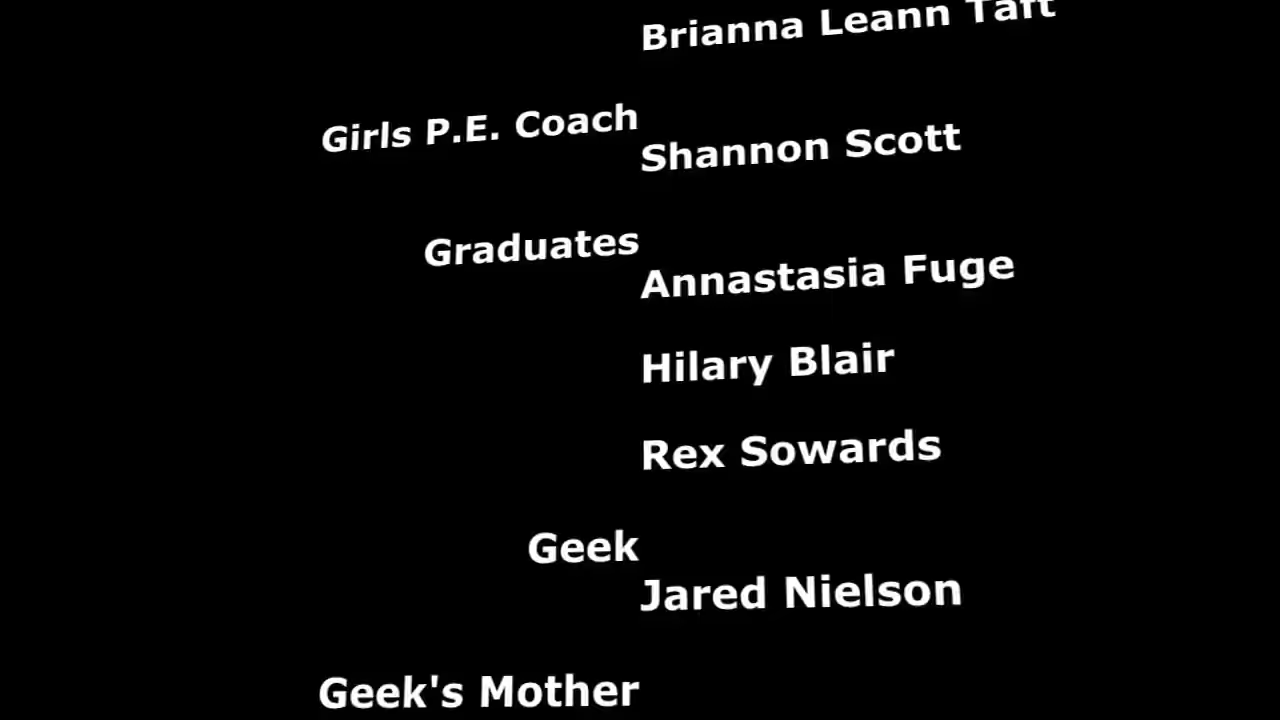 Brianna Leann Taft
Girls P.E. Coach
Shannon Scott
Graduates
Annastasia Fuge
Hilary Blair
Rex Sowards
Geek
Jared Nielson
Geek's Mother